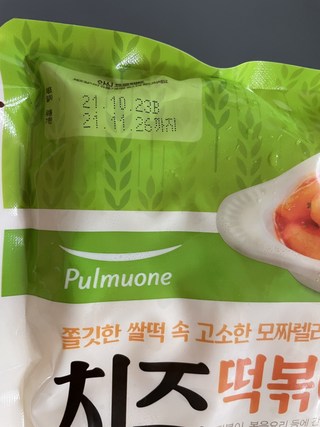 21.10.23B
21.11.26까지
Pulmuone
쫄깃한 쌀떡 속 고소한 모짜렐라
치즈 떡볶